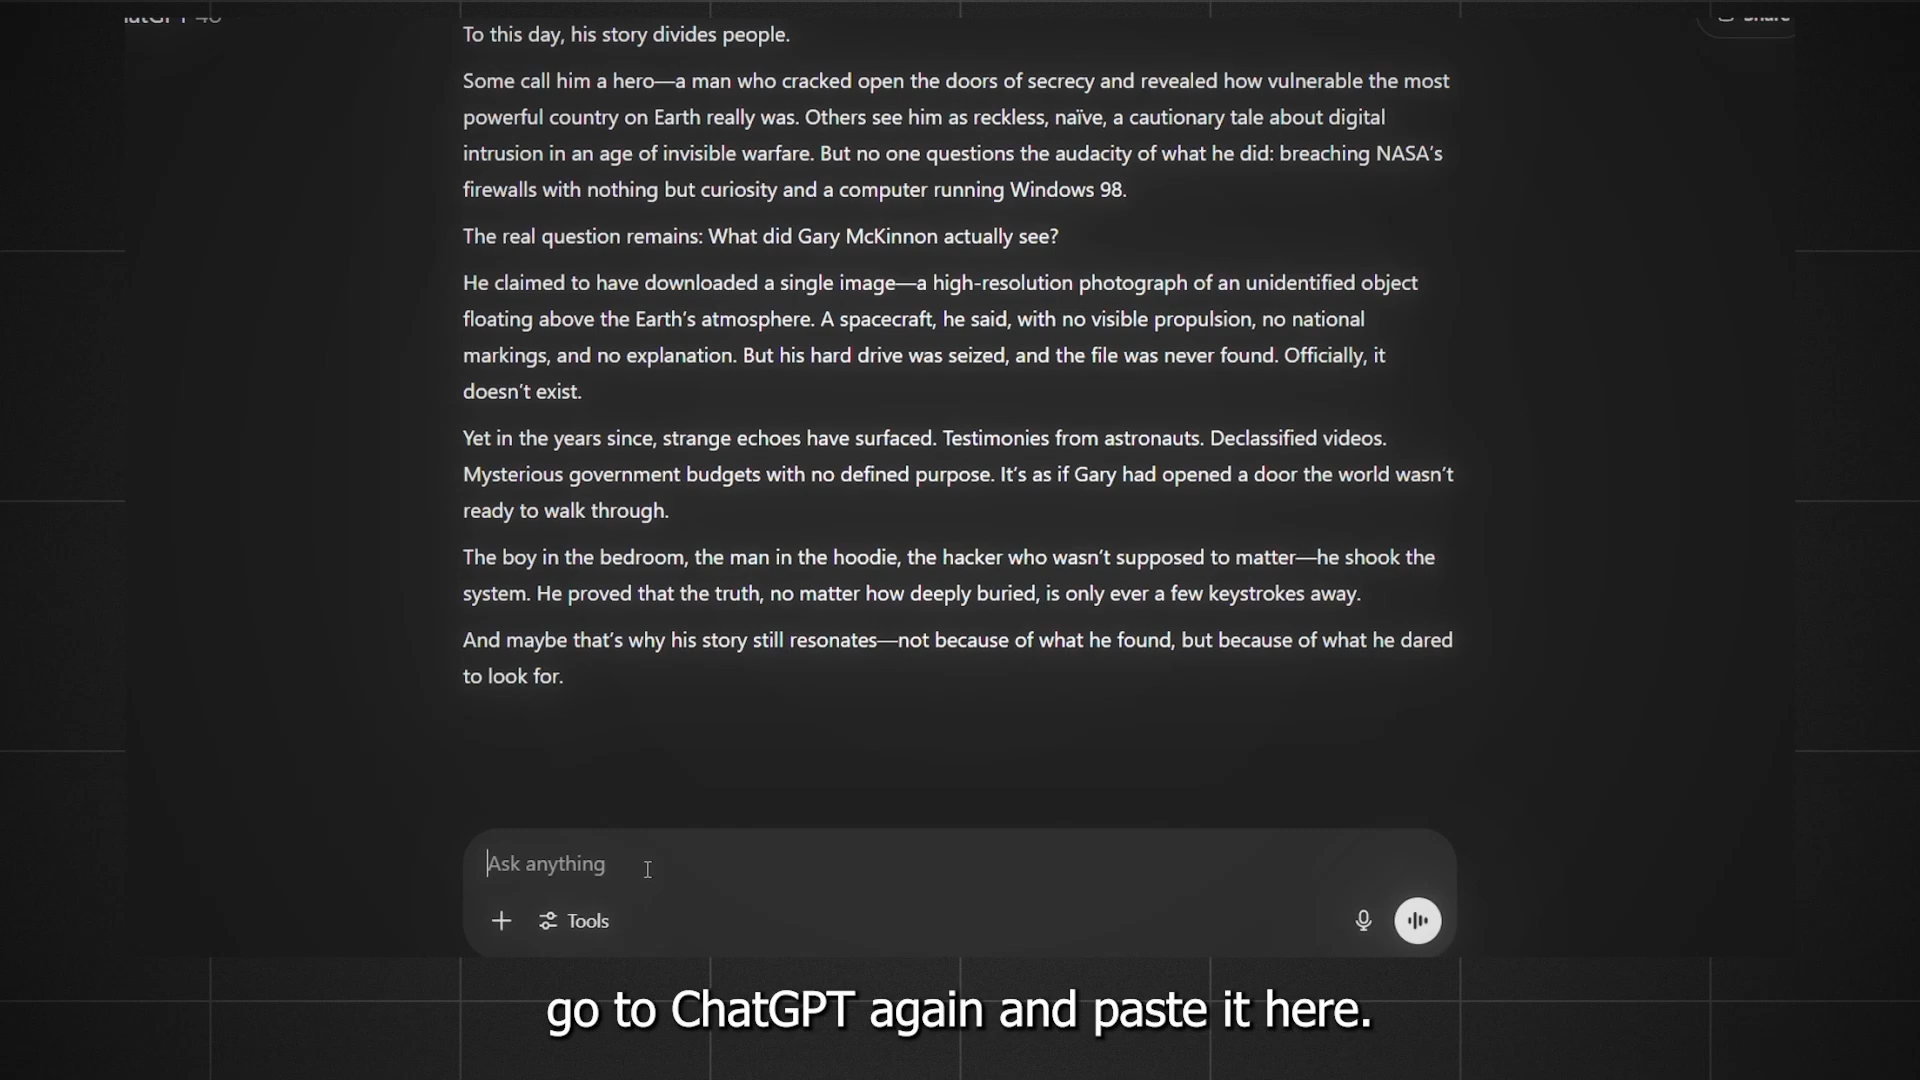 To this day, his story divides people.
Some call him a hero—a man who cracked open the doors of secrecy and revealed how vulnerable the most
powerful country on Earth really was. Others see him as reckless, naïve, a cautionary tale about digital
intrusion in an age of invisible warfare. But no one questions the audacity of what he did: breaching NASA's
firewalls with nothing but curiosity and a computer running Windows 98.
The real question remains: What did Gary McKinnon actually see?
He claimed to have downloaded a single image—a high-resolution photograph of an unidentified object
floating above the Earth's atmosphere. A spacecraft, he said, with no visible propulsion, no national
markings, and no explanation. But his hard drive was seized, and the file was never found. Officially, it
doesn't exist.
Yet in the years since, strange echoes have surfaced. Testimonies from astronauts. Declassified videos.
Mysterious government budgets with no defined purpose. It's as if Gary had opened a door the world wasn't
ready to walk through.
The boy in the bedroom, the man in the hoodie, the hacker who wasn't supposed to matter—he shook the
system. He proved that the truth, no matter how deeply buried, is only ever a few keystrokes away.
And maybe that's why his story still resonates—not because of what he found, but because of what he dared
to look for.
Ask anything
Tools
go to ChatGPT again and paste it here.